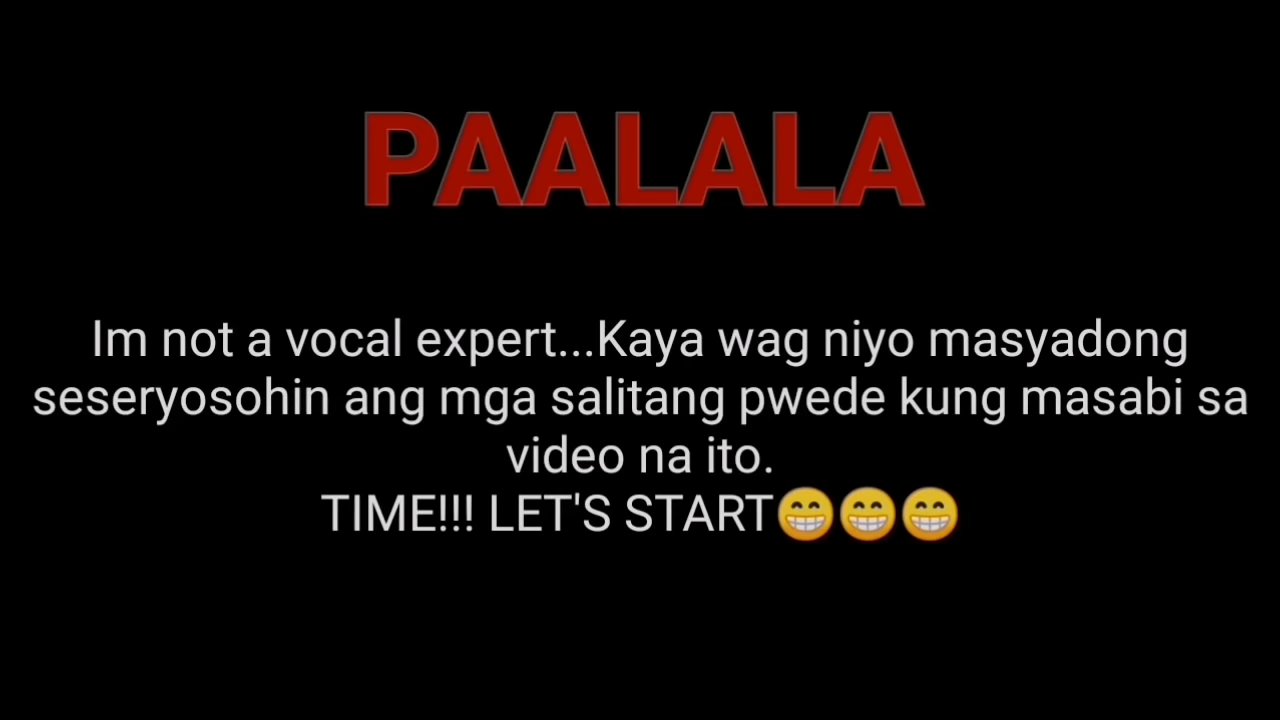 PAALALA
Im not a vocal expert...Kaya wag niyo masyadong
seseryosohin ang mga salitang pwede kung masabi sa
video na ito.
TIME!!! LET'S START😁😁😁